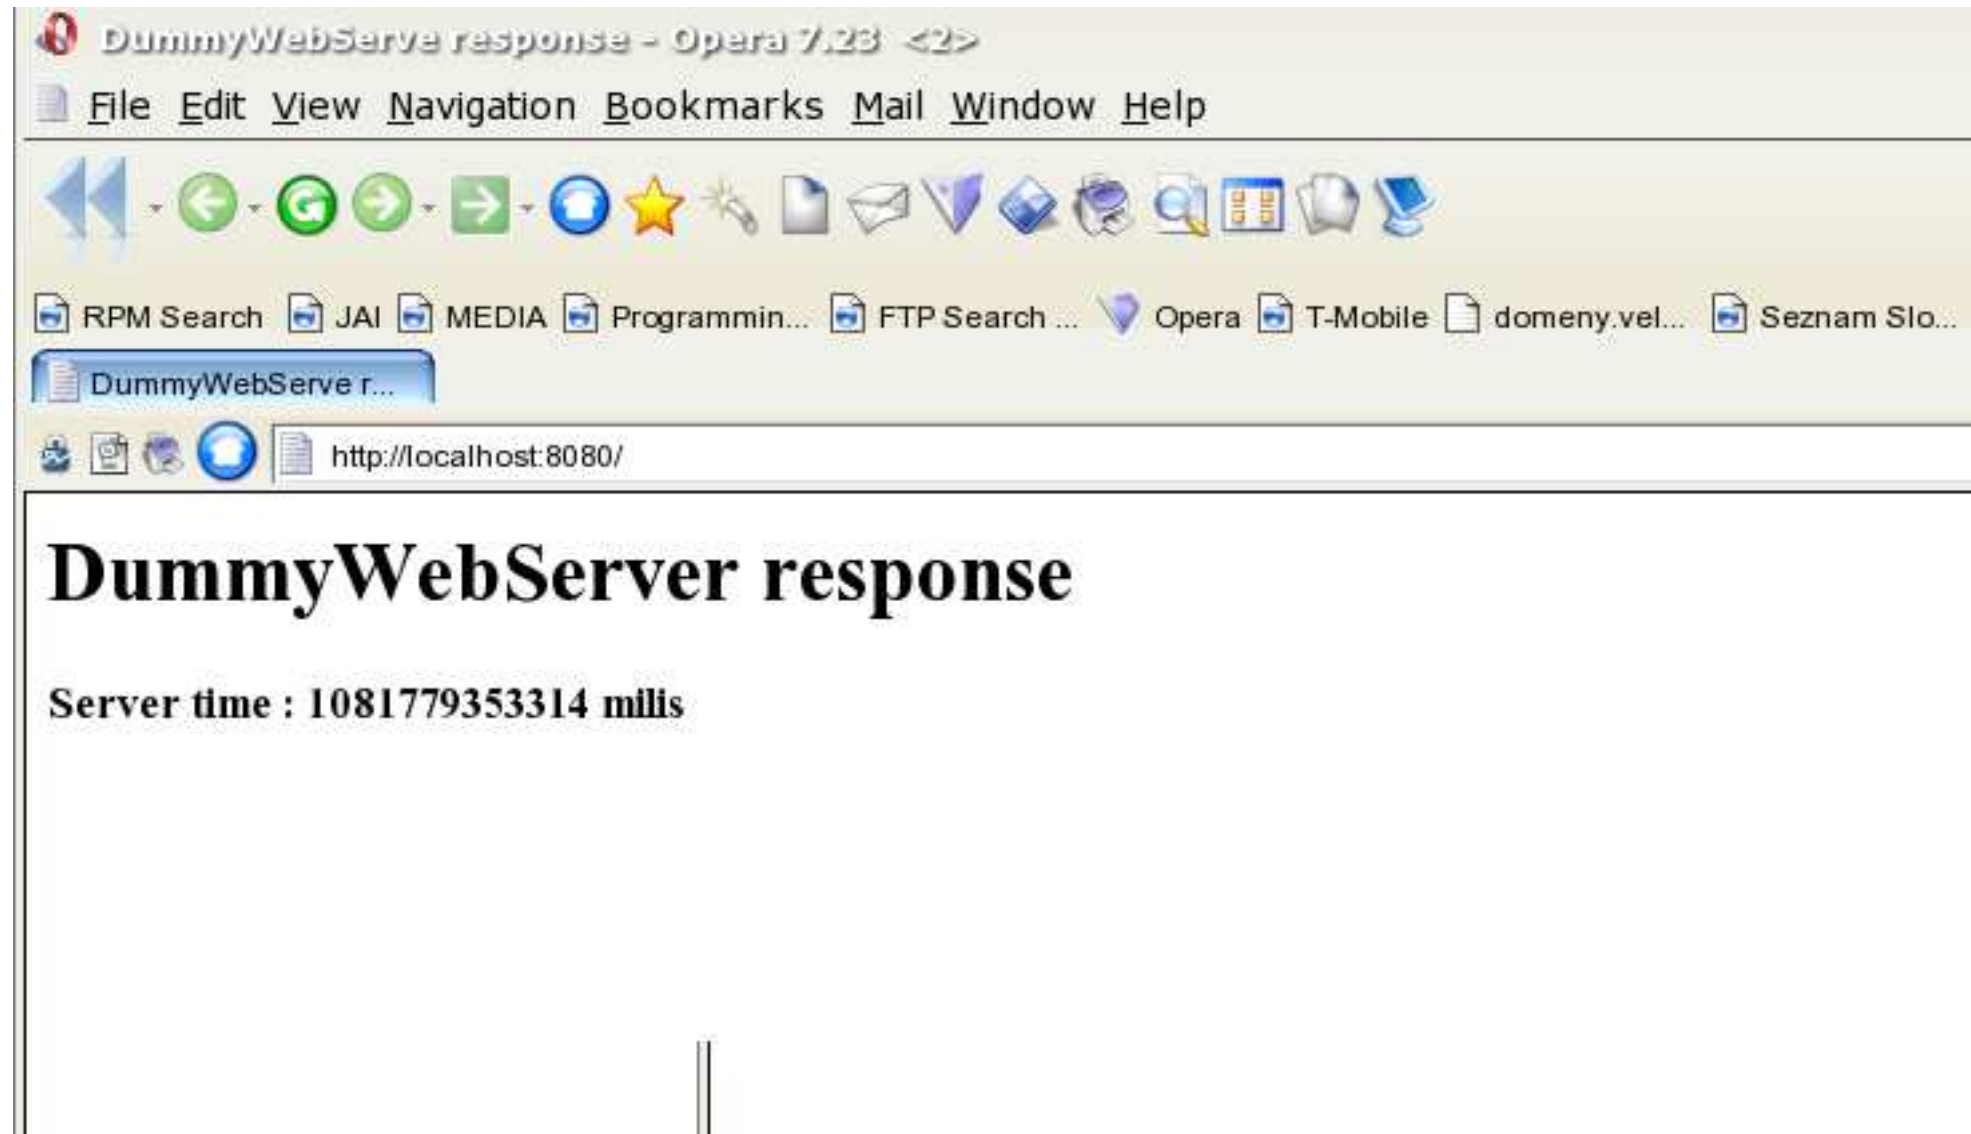 DummyWebServe response - Opera 7.23 <2>
File Edit View Navigation Bookmarks Mail Window Help
RPM Search JAI MEDIA Programmin... FTP Search ... Opera T-Mobile domeny.vel... Seznam Slo...
DummyWebServe r...
http://localhost:8080/
DummyWebServer response
Server time : 1081779353314 milis